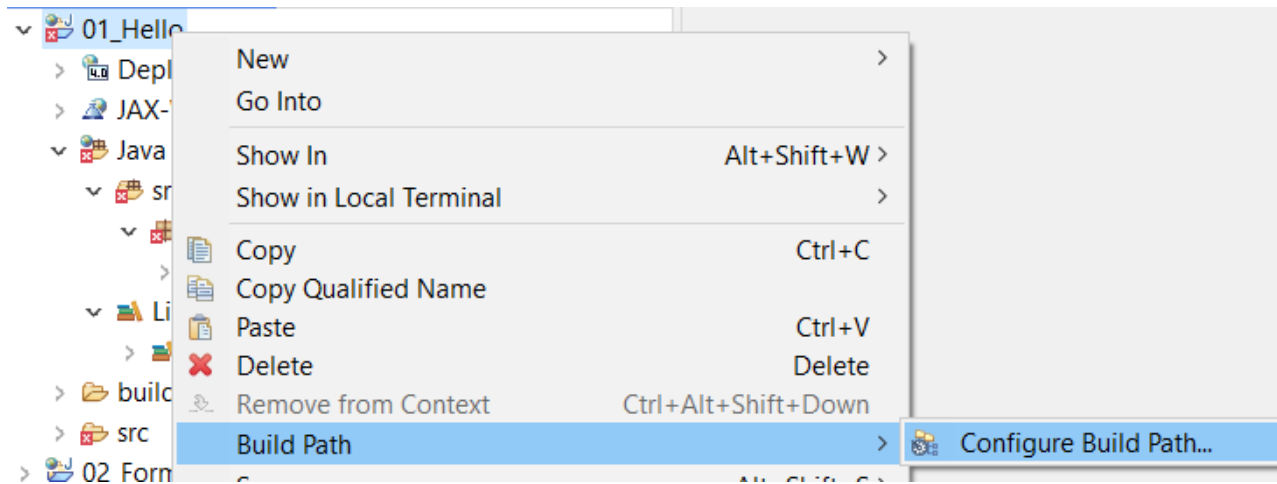 01_Hello
New
Depl
Go Into
JAX-
Java
Show In Alt+Shift+W
sr
Show in Local Terminal
Copy Ctrl+C
Copy Qualified Name
Li
Paste Ctrl+V
Delete Delete
build
Remove from Context Ctrl+Alt+Shift+Down
src
Build Path Configure Build Path...
02_Form